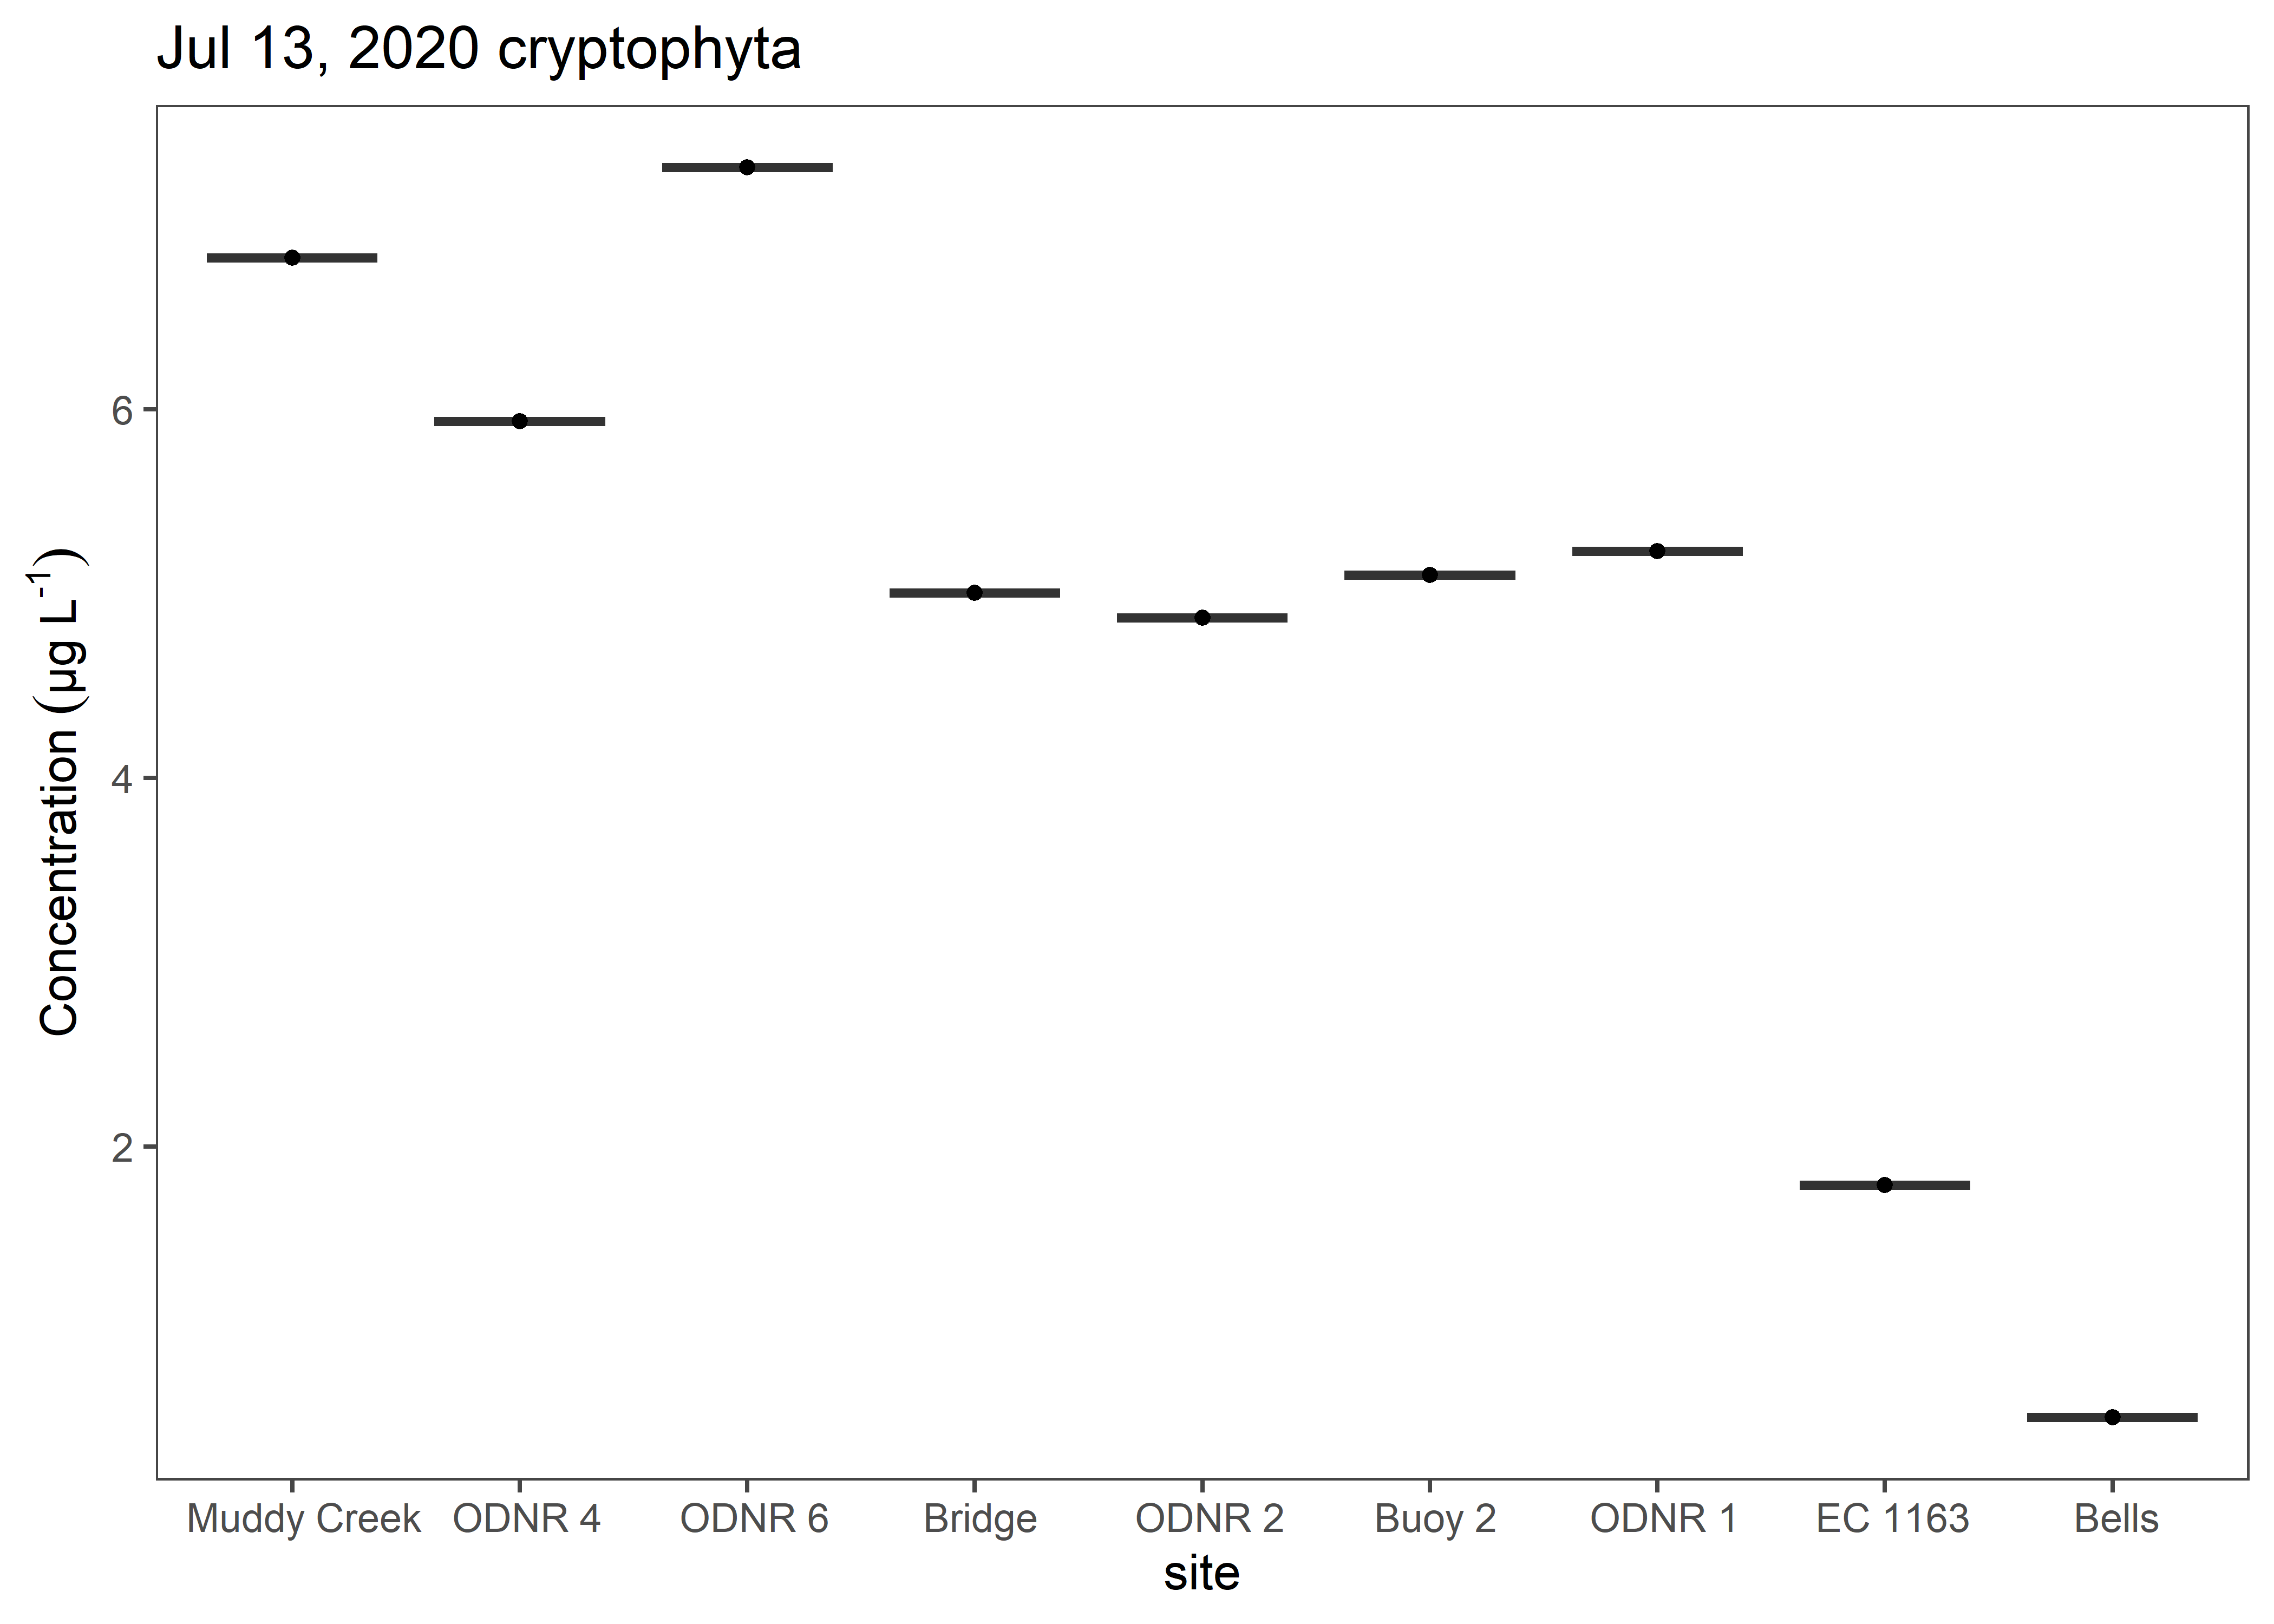 Jul 13, 2020 cryptophyta
Concentration (µg L⁻¹)
6
4
2
Muddy Creek ODNR 4 ODNR 6 Bridge ODNR 2 Buoy 2 ODNR 1 EC 1163 Bells
site